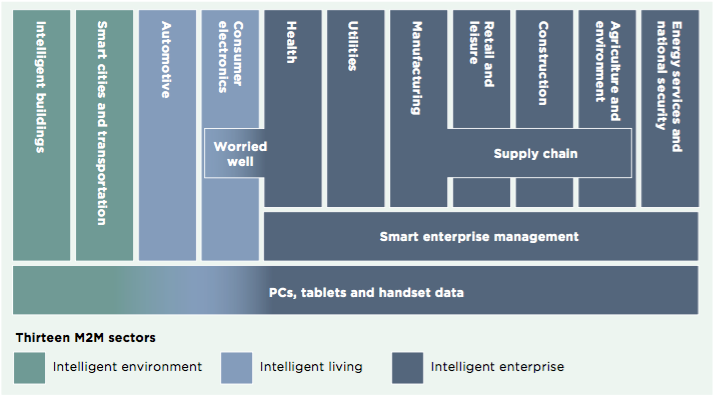 Intelligent buildings
Smart cities and transportation
Automotive
Consumer
electronics
Health
Utilities
Manufacturing
Retail and
leisure
Construction
Agriculture and
environment
Energy services and
national security
Worried
well
Supply chain
Smart enterprise management
PCs, tablets and handset data
Thirteen M2M sectors
Intelligent environment
Intelligent living
Intelligent enterprise